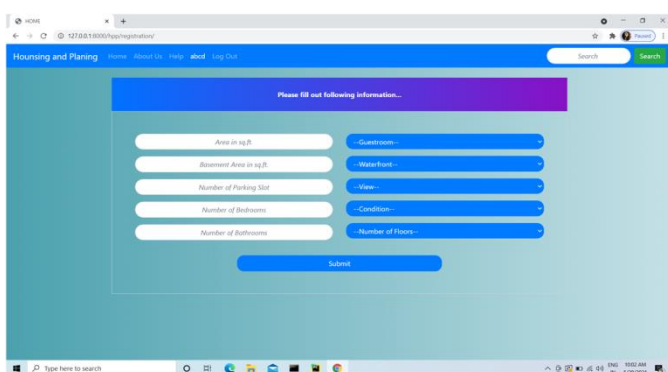 HOME
127.0.0.1:8000/App/registration/
Paused
Hounsing and Planing Home About Us Help abcd Log Out Search Search
Please fill out following information...
Area in sq.ft. --Guestroom--
Basement Area in sq.ft. --Waterfront--
Number of Parking Slot --View--
Number of Bedrooms --Condition--
Number of Bathrooms --Number of Floors--
Submit
Type here to search ENG 10:02 AM